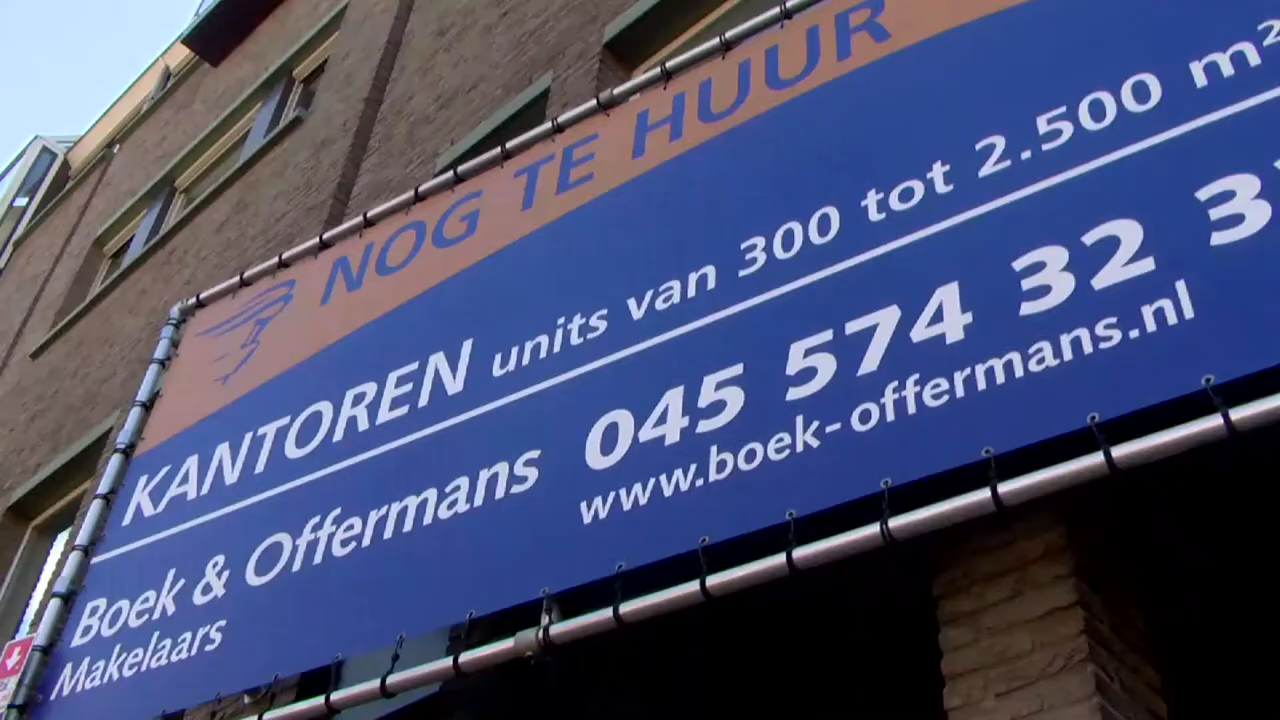 NOG TE HUUR
KANTOREN units van 300 tot 2.500 m²
Boek & Offermans 045 574 32 3
Makelaars
www.boek-offermans.nl